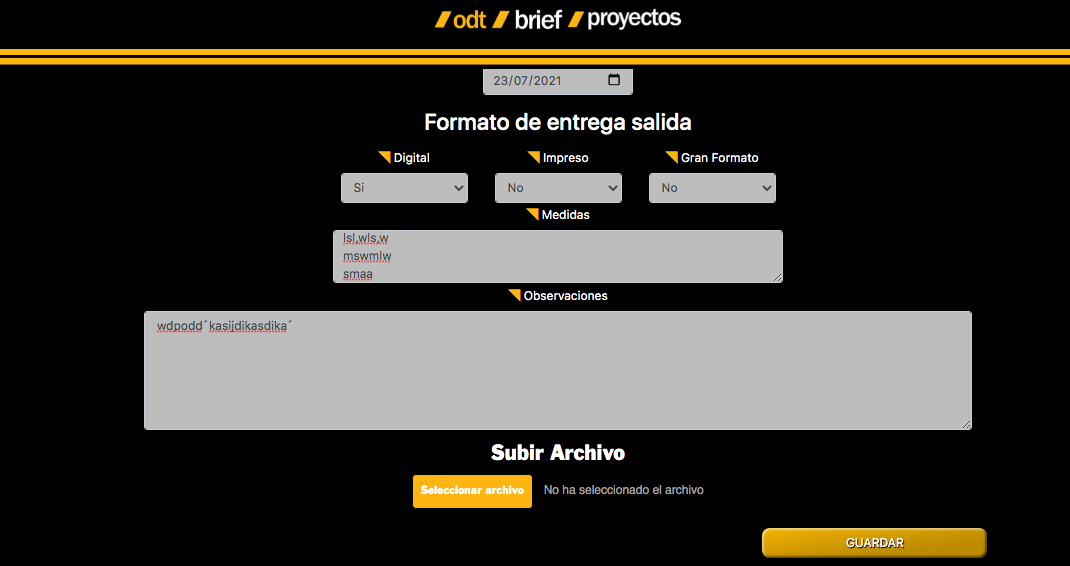 odt brief proyectos
23/07/2021
Formato de entrega salida
Digital Impreso Gran Formato
Si No No
Medidas
lsl,wls,w
mswmlw
smaa
Observaciones
wdpodd´kasijdikasdika´
Subir Archivo
Seleccionar archivo No ha seleccionado el archivo
GUARDAR